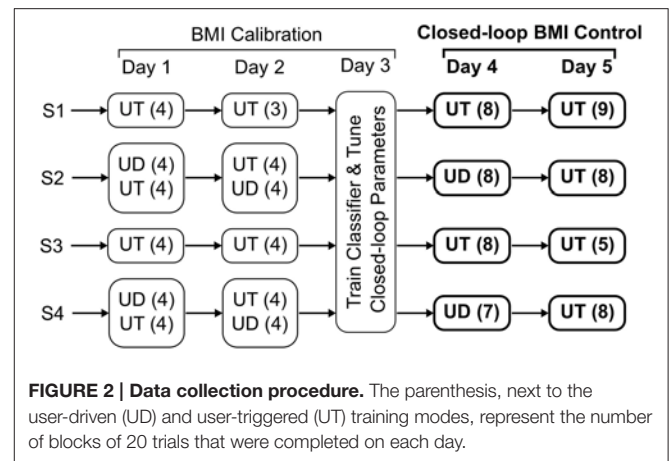 BMI Calibration
Closed-loop BMI Control
Day 1
Day 2
Day 3
Day 4
Day 5
S1
UT (4)
UT (3)
UT (8)
UT (9)
S2
UD (4)
UT (4)
UT (4)
UD (4)
UD (8)
UT (8)
S3
UT (4)
UT (4)
UT (8)
UT (5)
S4
UD (4)
UT (4)
UT (4)
UD (4)
UD (7)
UT (8)
Train Classifier & Tune
Closed-loop Parameters
FIGURE 2 | Data collection procedure. The parenthesis, next to the
user-driven (UD) and user-triggered (UT) training modes, represent the number
of blocks of 20 trials that were completed on each day.